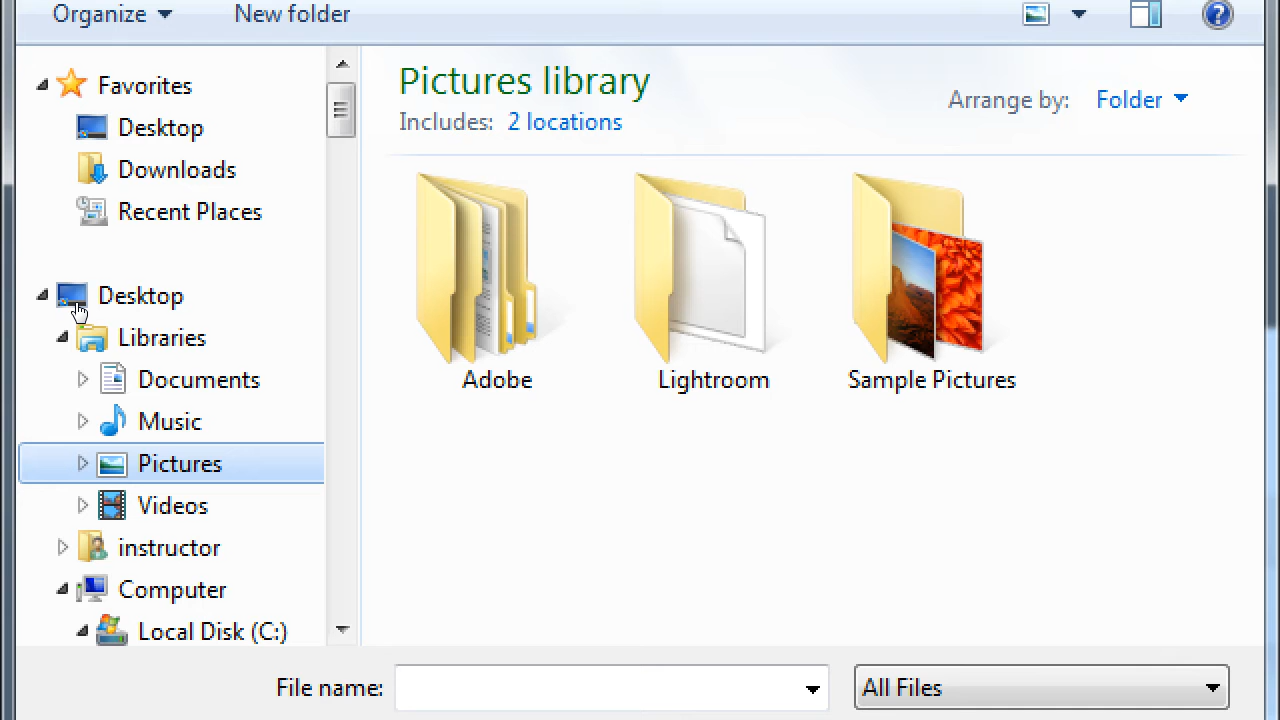 Organize New folder
Favorites
Desktop
Downloads
Recent Places
Desktop
Libraries
Documents
Music
Pictures
Videos
instructor
Computer
Local Disk (C:)
Pictures library
Includes: 2 locations
Arrange by: Folder
Adobe
Lightroom
Sample Pictures
File name:
All Files